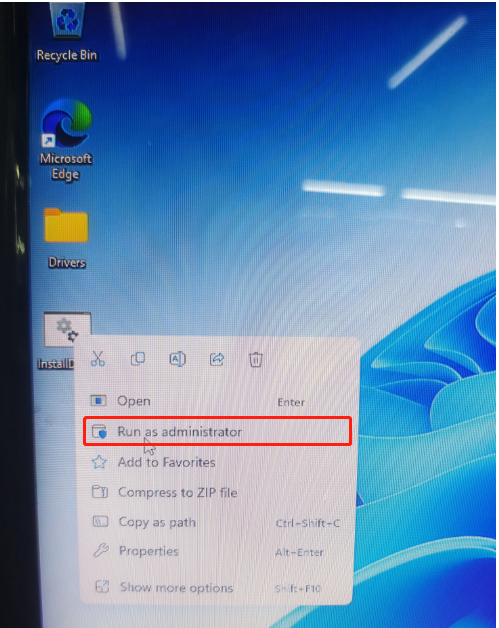 Recycle Bin
Microsoft
Edge
Drivers
Open Enter
Run as administrator
Add to Favorites
Compress to ZIP file
Copy as path Ctrl+Shift+C
Properties Alt+Enter
Show more options Shift+F10